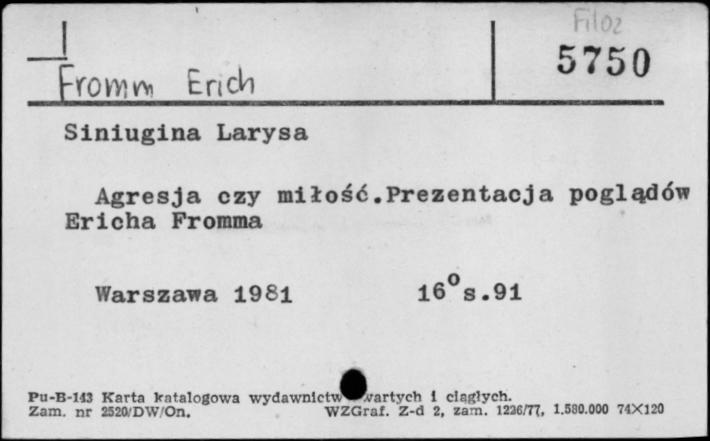 Filoz
5750
Fromm Erich
Siniugina Larysa
Agresja czy miłość.Prezentacja poglądów
Ericha Fromma
Warszawa 1981 16° s.91
Pu-B-143 Karta katalogowa wydawnictw wartych i ciągłych.
Zam. nr 2520/DW/On. WZGraf. Z-d 2, zam. 1226/77, 1.580.000 74X120